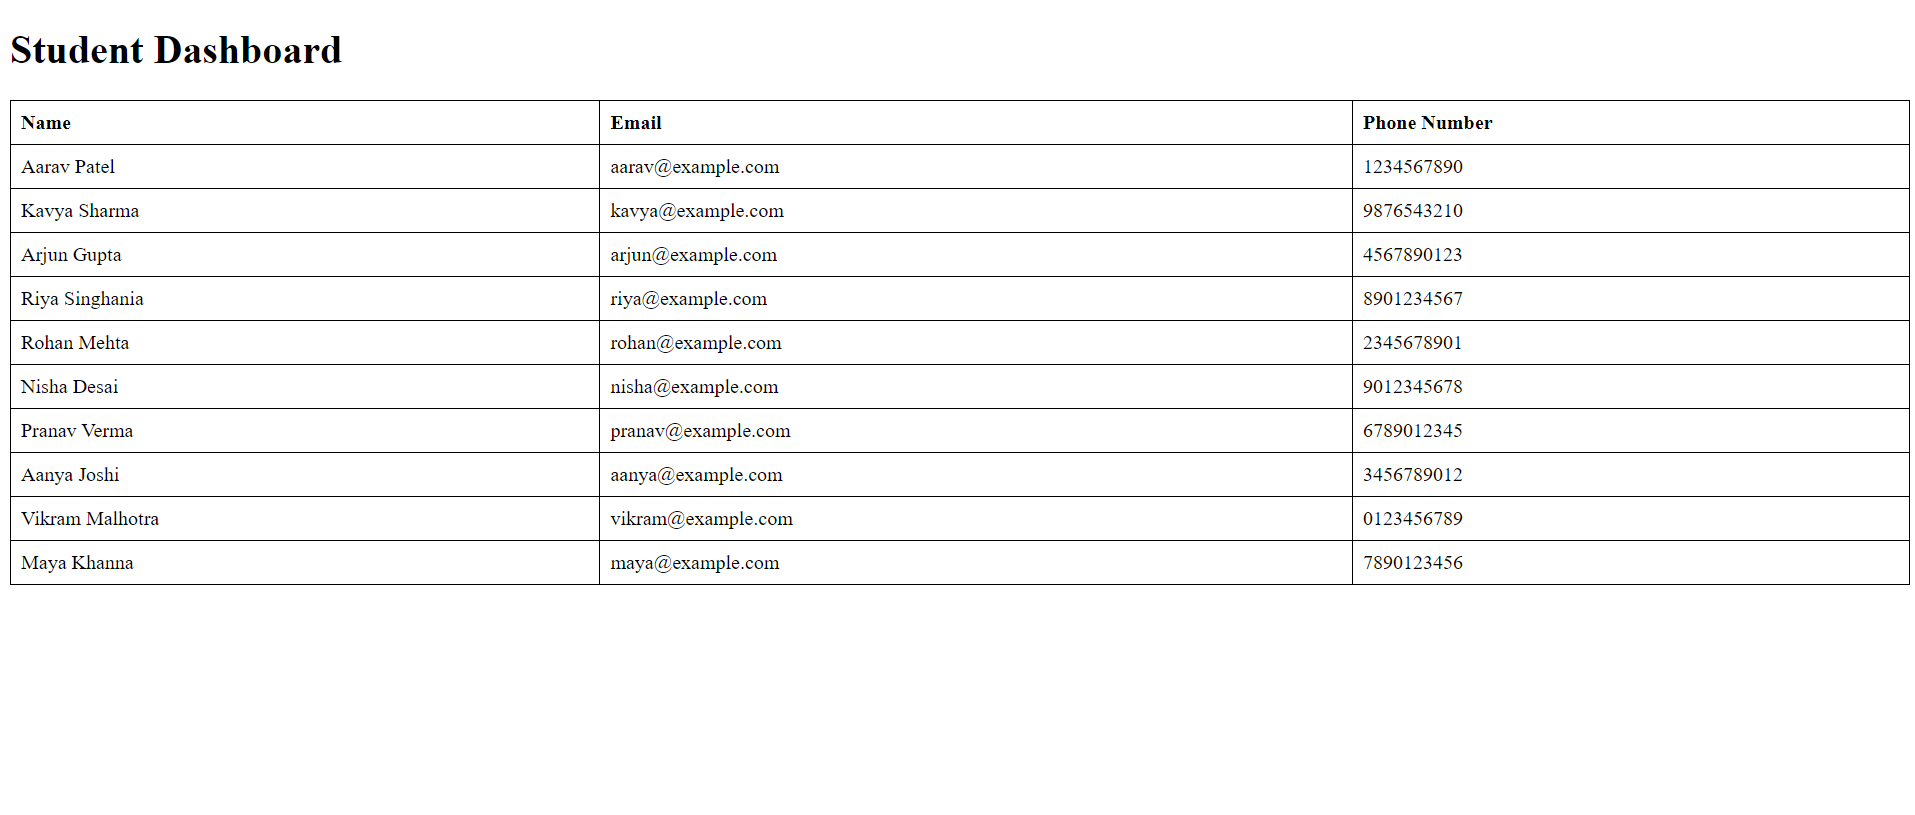 Student Dashboard
Name Email Phone Number
Aarav Patel aarav@example.com 1234567890
Kavya Sharma kavya@example.com 9876543210
Arjun Gupta arjun@example.com 4567890123
Riya Singhania riya@example.com 8901234567
Rohan Mehta rohan@example.com 2345678901
Nisha Desai nisha@example.com 9012345678
Pranav Verma pranav@example.com 6789012345
Aanya Joshi aanya@example.com 3456789012
Vikram Malhotra vikram@example.com 0123456789
Maya Khanna maya@example.com 7890123456